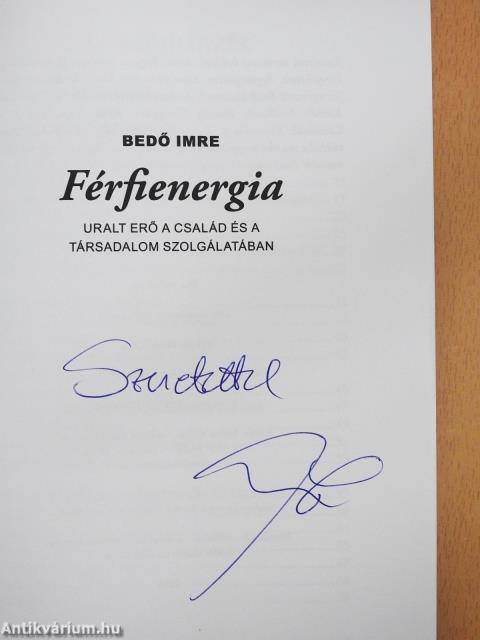 BEDŐ IMRE
Férfienergia
URALT ERŐ A CSALÁD ÉS A
TÁRSADALOM SZOLGÁLATÁBAN
Szeretettel
Antikvárium.hu